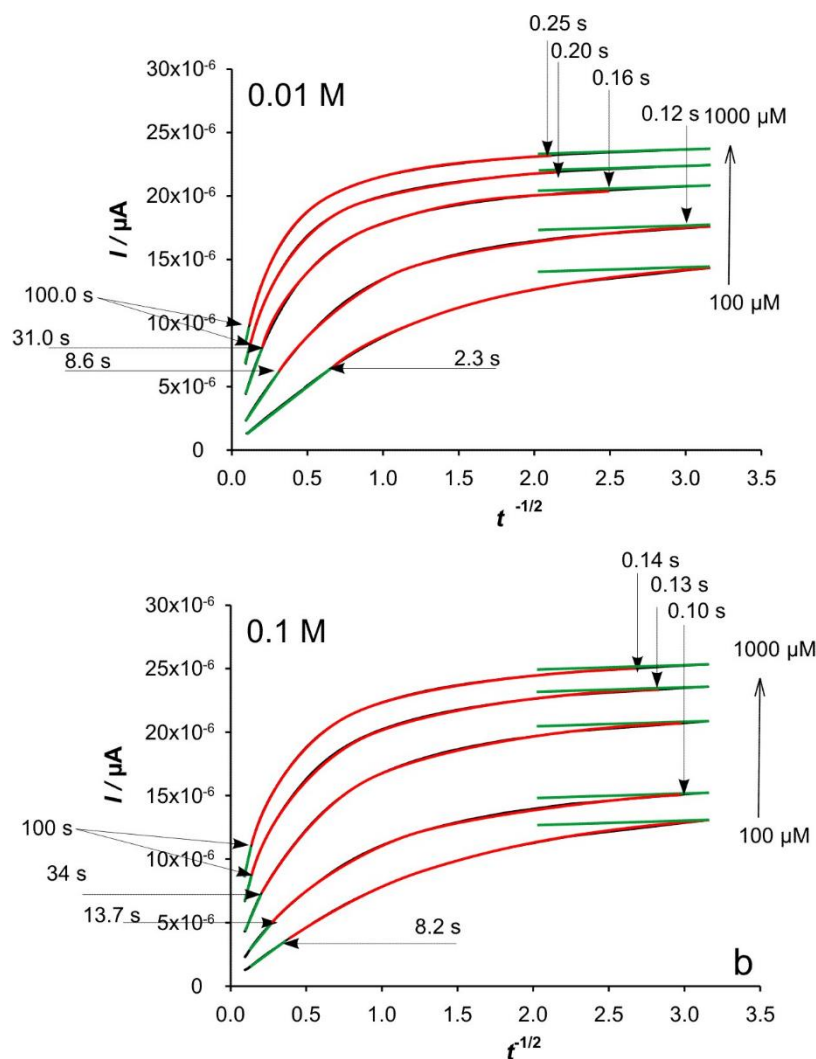 0.25 s
0.20 s
0.16 s
0.12 s
1000 µM
30x10-6
0.01 M
25x10-6
20x10-6
I / µA
15x10-6
100.0 s
10x10-6
100 µM
31.0 s
8.6 s
2.3 s
5x10-6
0
0.0 0.5 1.0 1.5 2.0 2.5 3.0 3.5
t -1/2
0.14 s
0.13 s
0.10 s
30x10-6
0.1 M
1000 µM
25x10-6
20x10-6
I / µA
15x10-6
100 s
100 µM
10x10-6
34 s
13.7 s
5x10-6
8.2 s
0
b
0.0 0.5 1.0 1.5 2.0 2.5 3.0 3.5
t-1/2